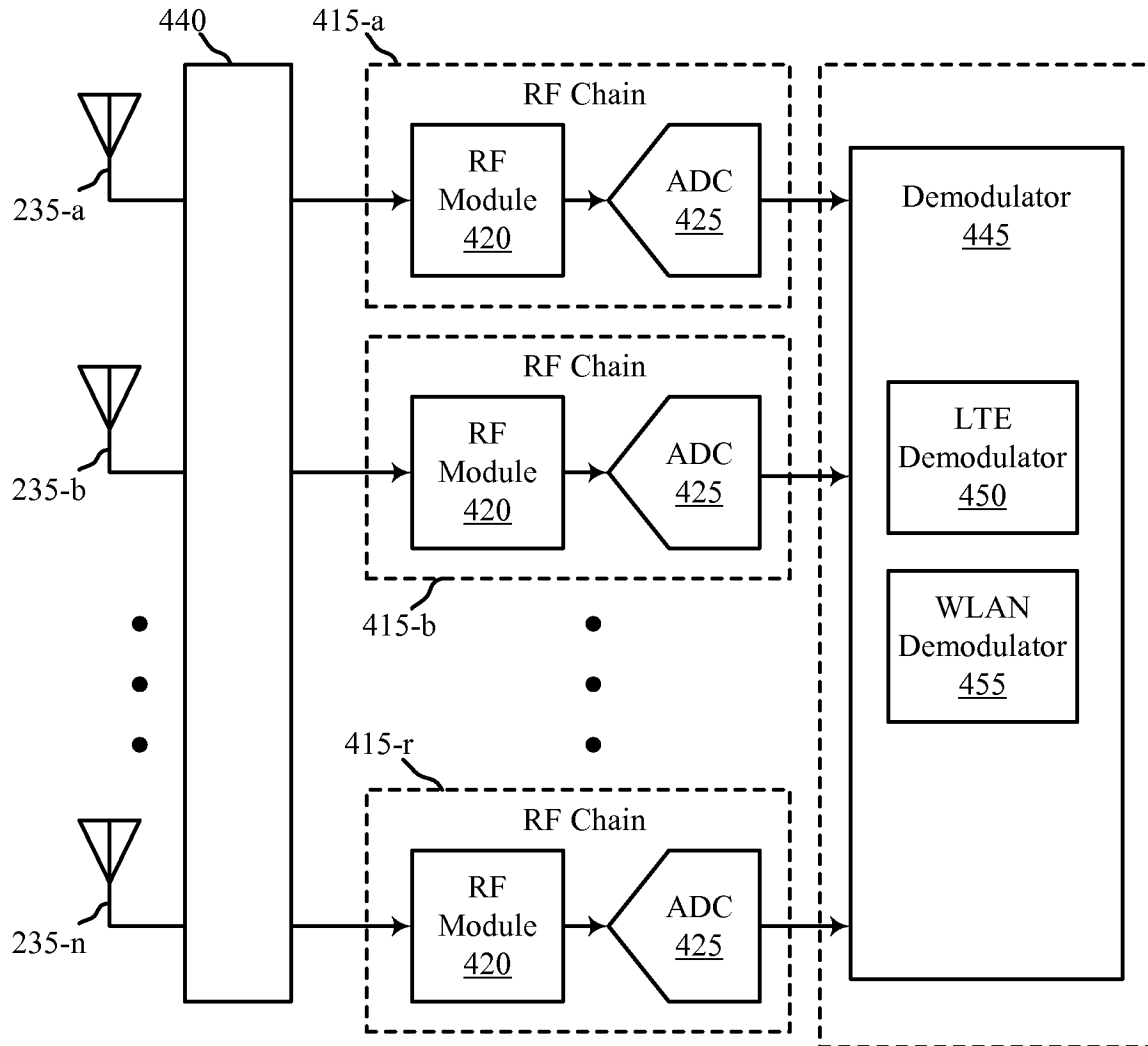 440
415-a
RF Chain
RF
Module
420
ADC
425
235-a
Demodulator
445
RF Chain
RF
Module
420
ADC
425
235-b
415-b
LTE
Demodulator
450
WLAN
Demodulator
455
415-r
RF Chain
RF
Module
420
ADC
425
235-n